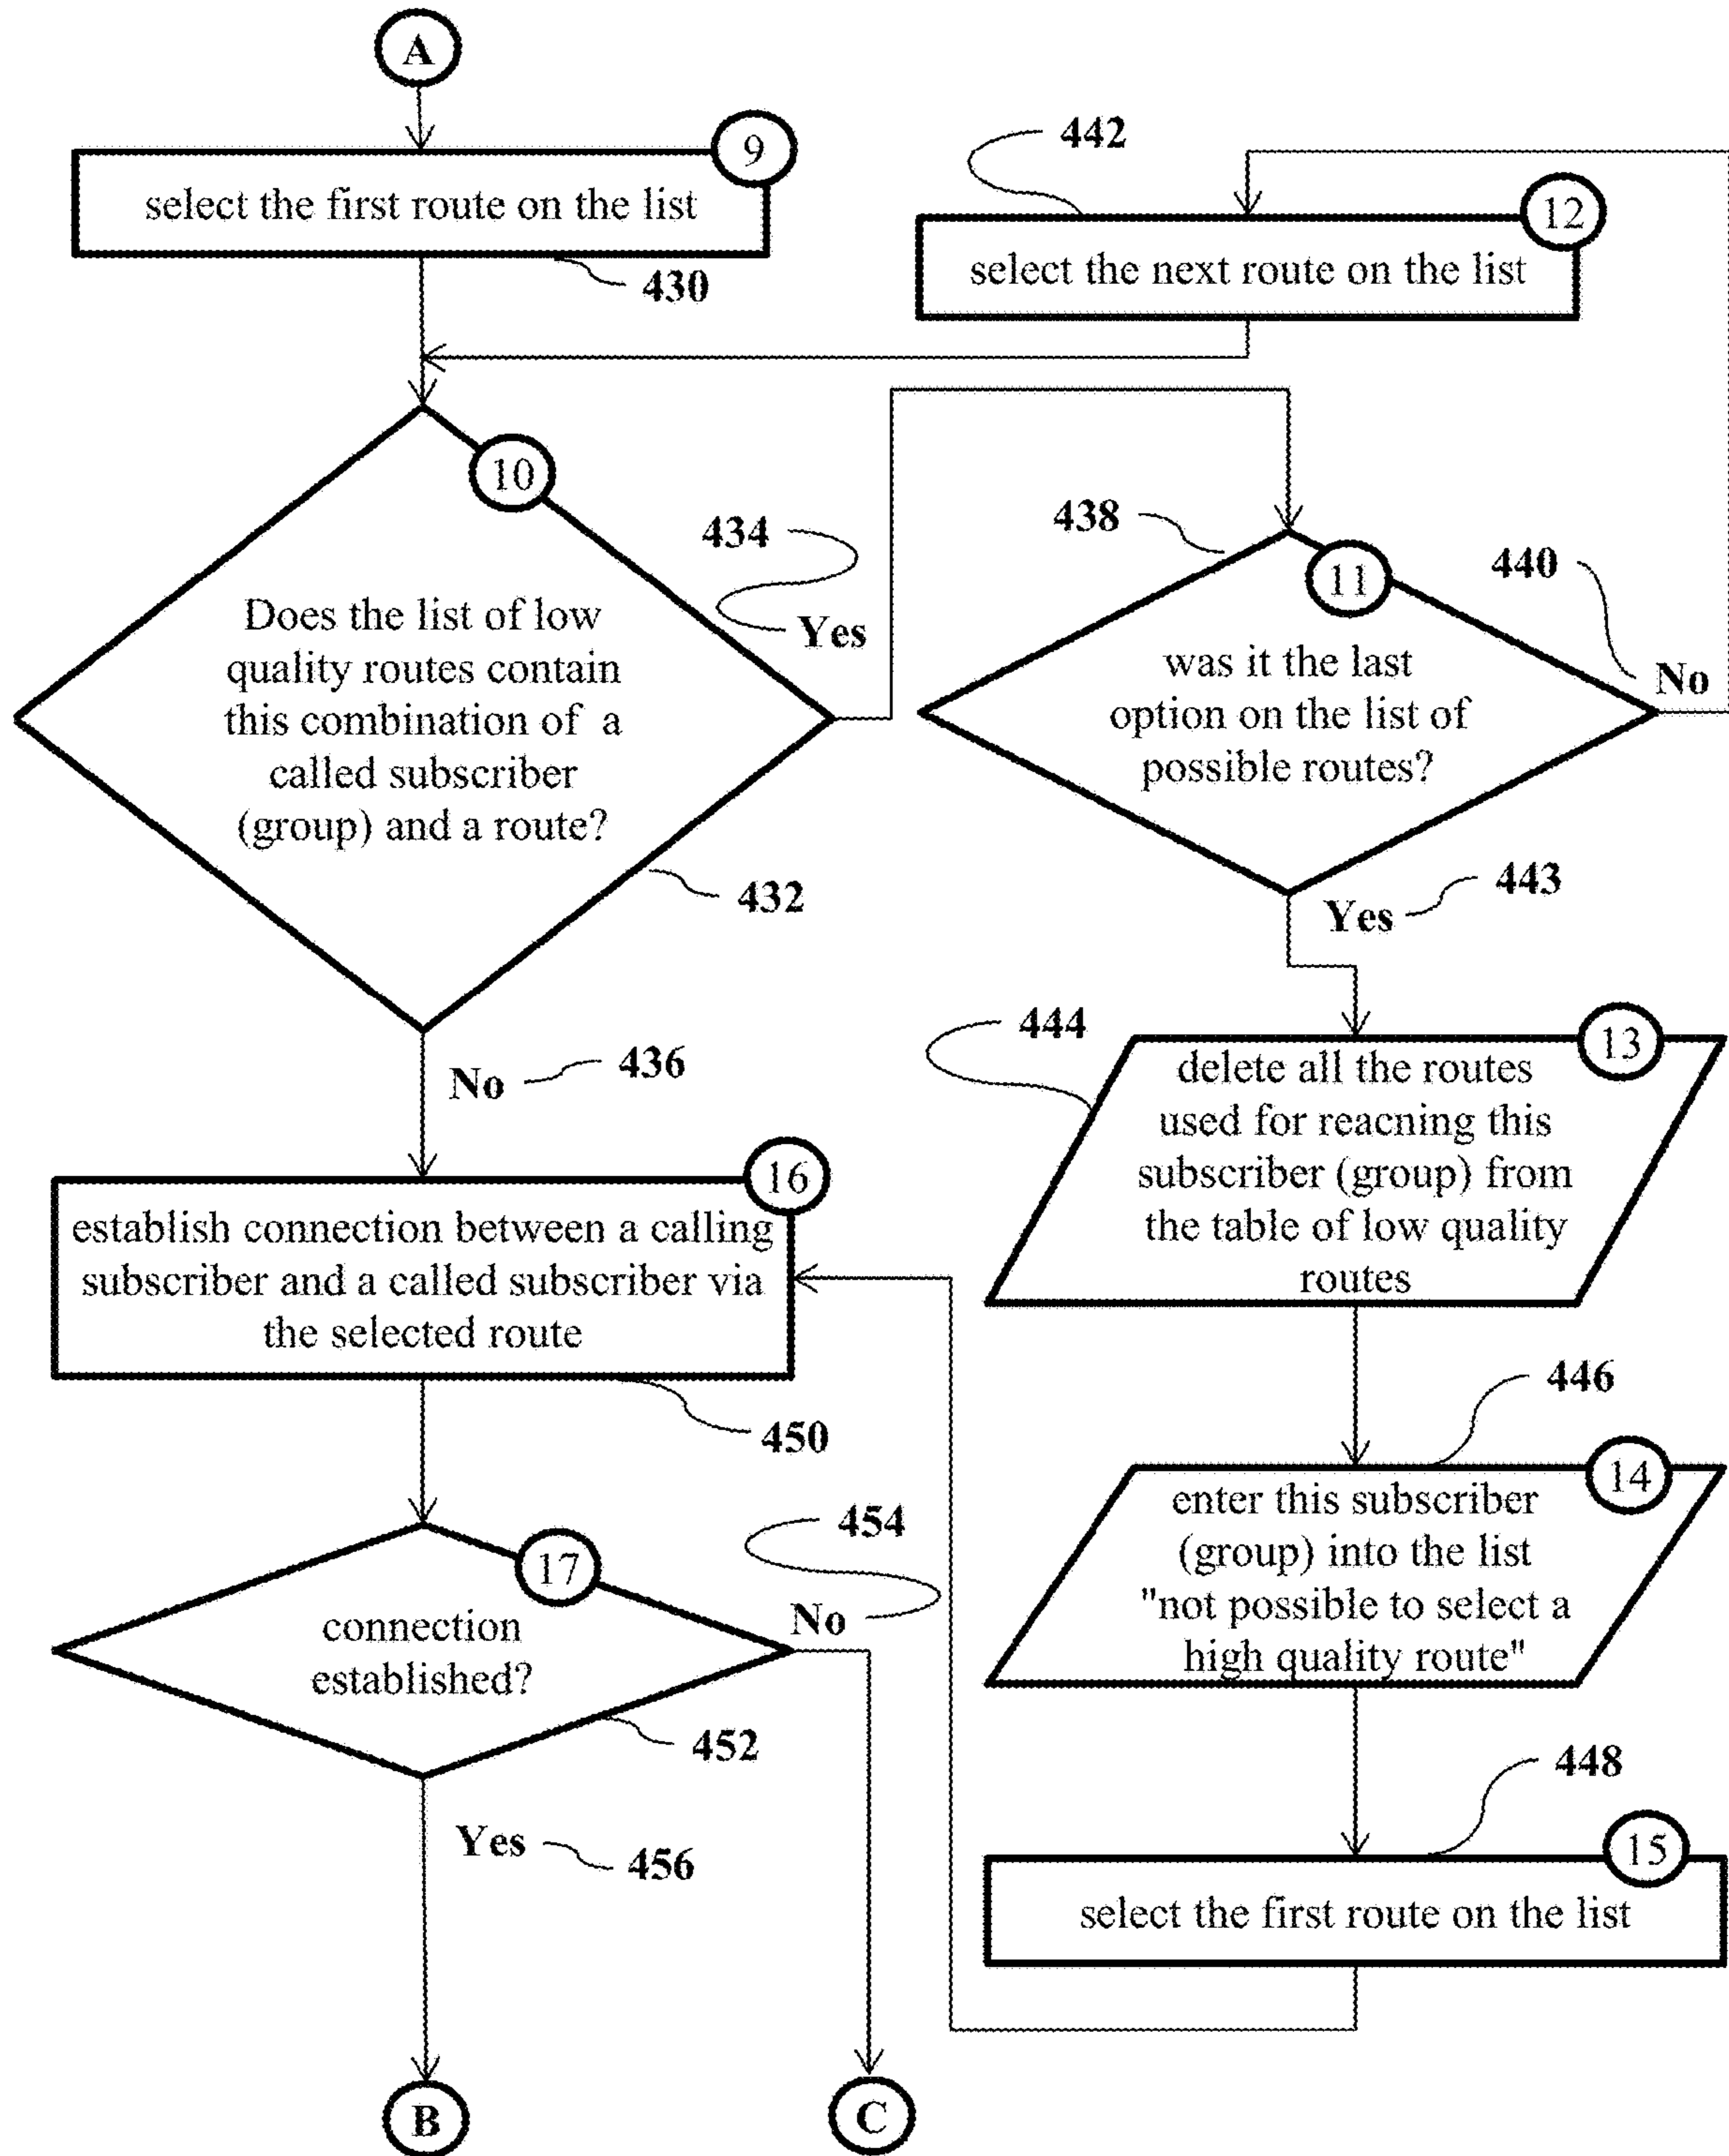 A
9
select the first route on the list
430
442
12
select the next route on the list
10
Does the list of low
quality routes contain
this combination of a
called subscriber
(group) and a route?
434
Yes
432
438
11
was it the last
option on the list of
possible routes?
440
No
443
Yes
No
436
444
13
delete all the routes
used for reacning this
subscriber (group) from
the table of low quality
routes
16
establish connection between a calling
subscriber and a called subscriber via
the selected route
450
446
14
enter this subscriber
(group) into the list
"not possible to select a
high quality route"
17
connection
established?
454
No
452
Yes
456
448
15
select the first route on the list
B
C